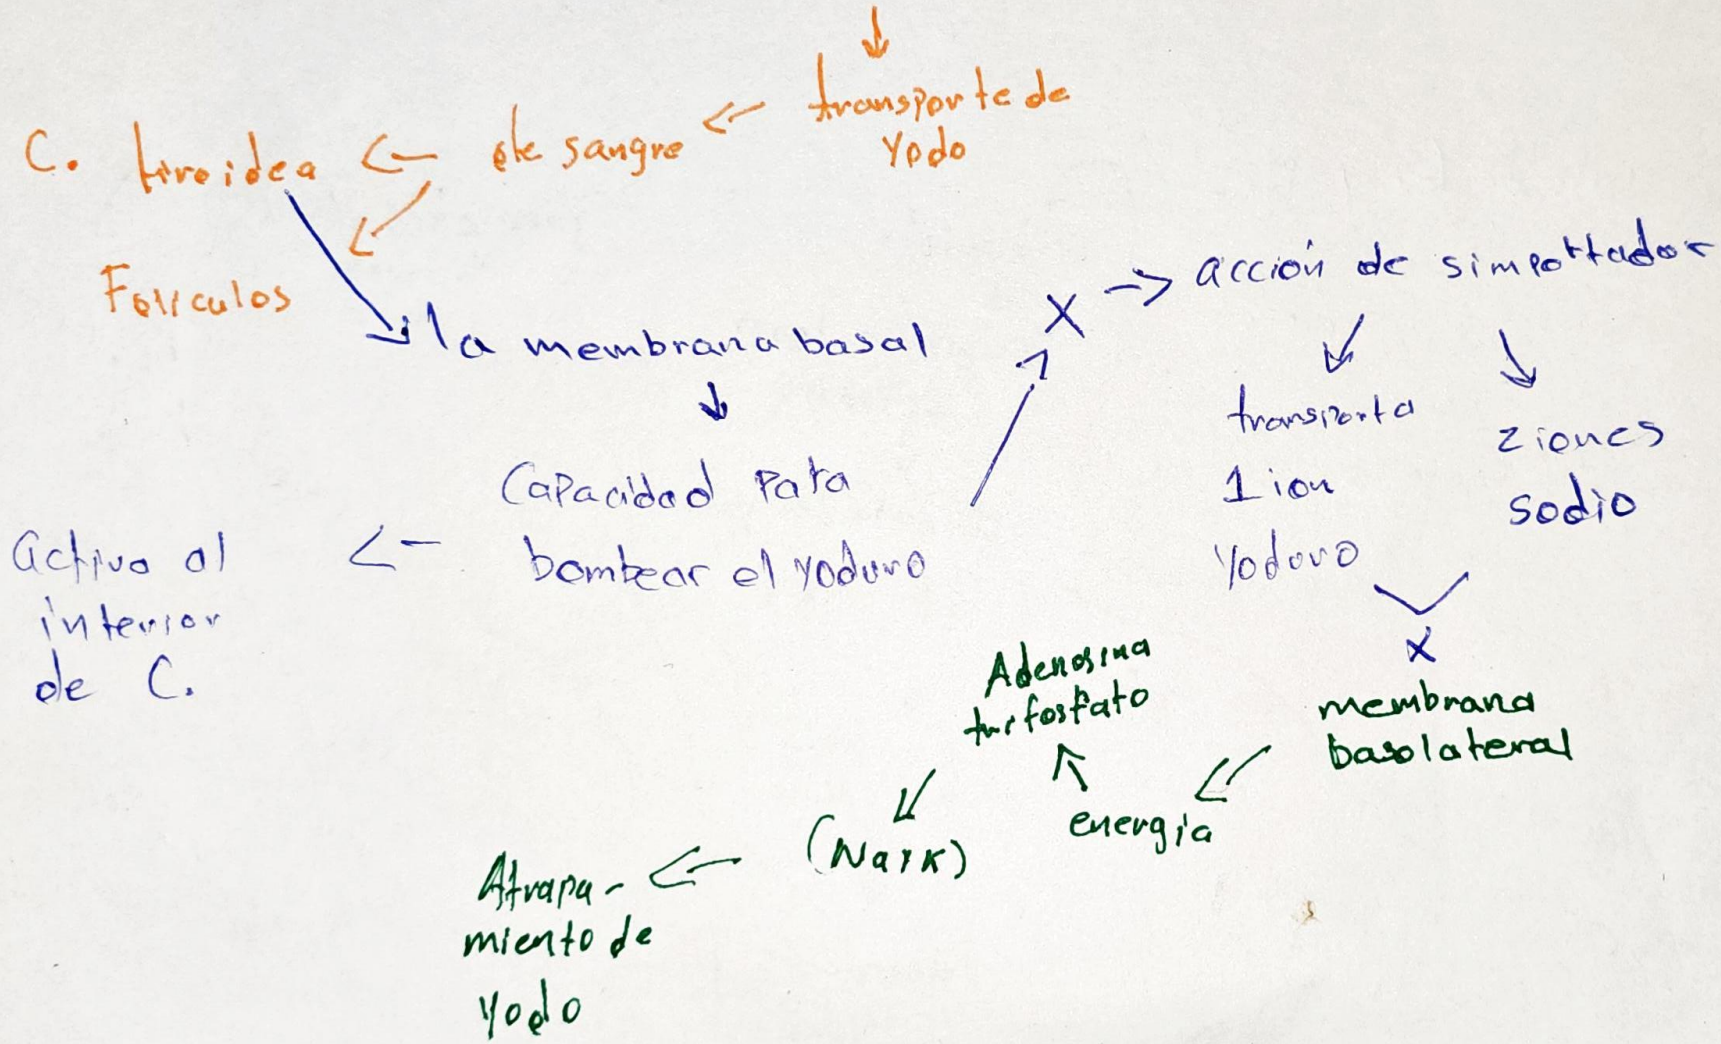 transporte de
Yodo
de sangre
C. tiroidea
Folículos
la membrana basal
Capacidad para
bombear el yoduro
activo al
interior
de C.
X
acción de simportador
transporta
1 ion
yoduro
2 iones
sodio
X
membrana
basolateral
energía
Adenosina
trifosfato
(Na+K)
Atrapa-
miento de
Yodo